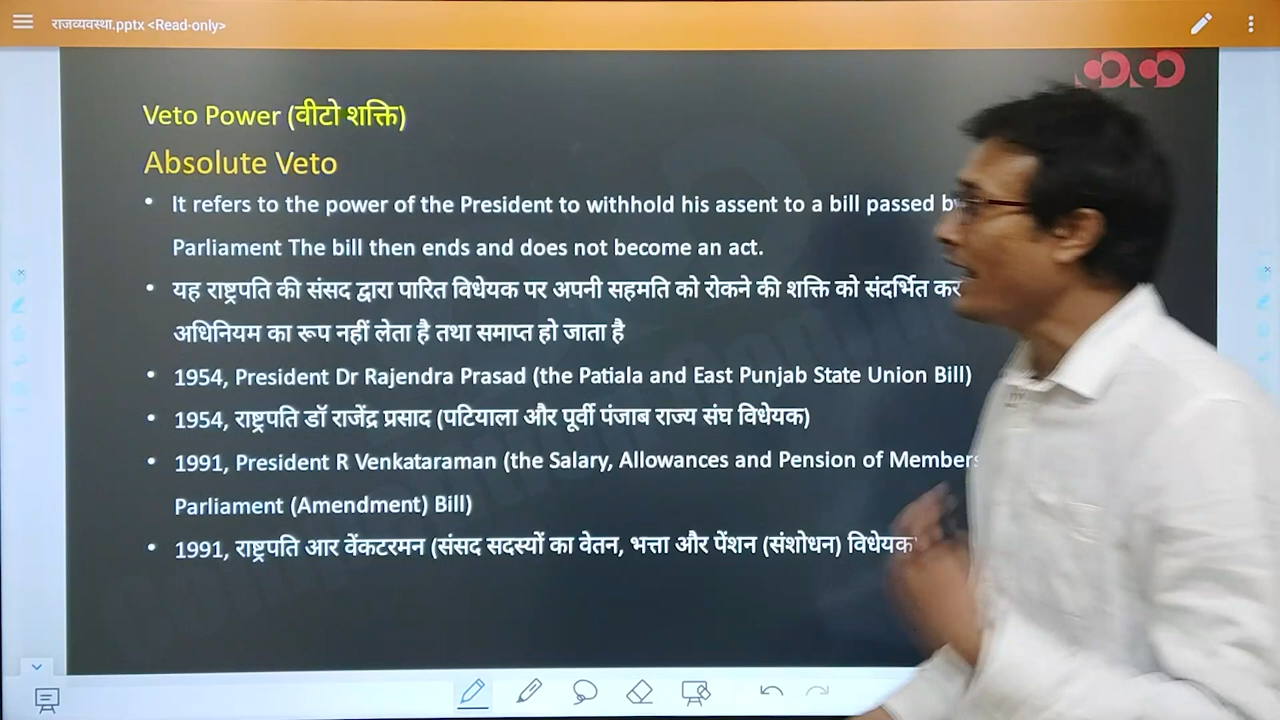 राजव्यवस्था.pptx <Read-only>
Veto Power (वीटो शक्ति)
Absolute Veto
• It refers to the power of the President to withhold his assent to a bill passed by
Parliament The bill then ends and does not become an act.
• यह राष्ट्रपति की संसद द्वारा पारित विधेयक पर अपनी सहमति को रोकने की शक्ति को संदर्भित
अधिनियम का रूप नहीं लेता है तथा समाप्त हो जाता है
• 1954, President Dr Rajendra Prasad (the Patiala and East Punjab State Union Bill)
• 1954, राष्ट्रपति डॉ राजेंद्र प्रसाद (पटियाला और पूर्वी पंजाब राज्य संघ विधेयक)
• 1991, President R Venkataraman (the Salary, Allowances and Pension of Members
Parliament (Amendment) Bill)
• 1991, राष्ट्रपति आर वेंकटरमन (संसद सदस्यों का वेतन, भत्ता और पेंशन (संशोधन) विधेयक